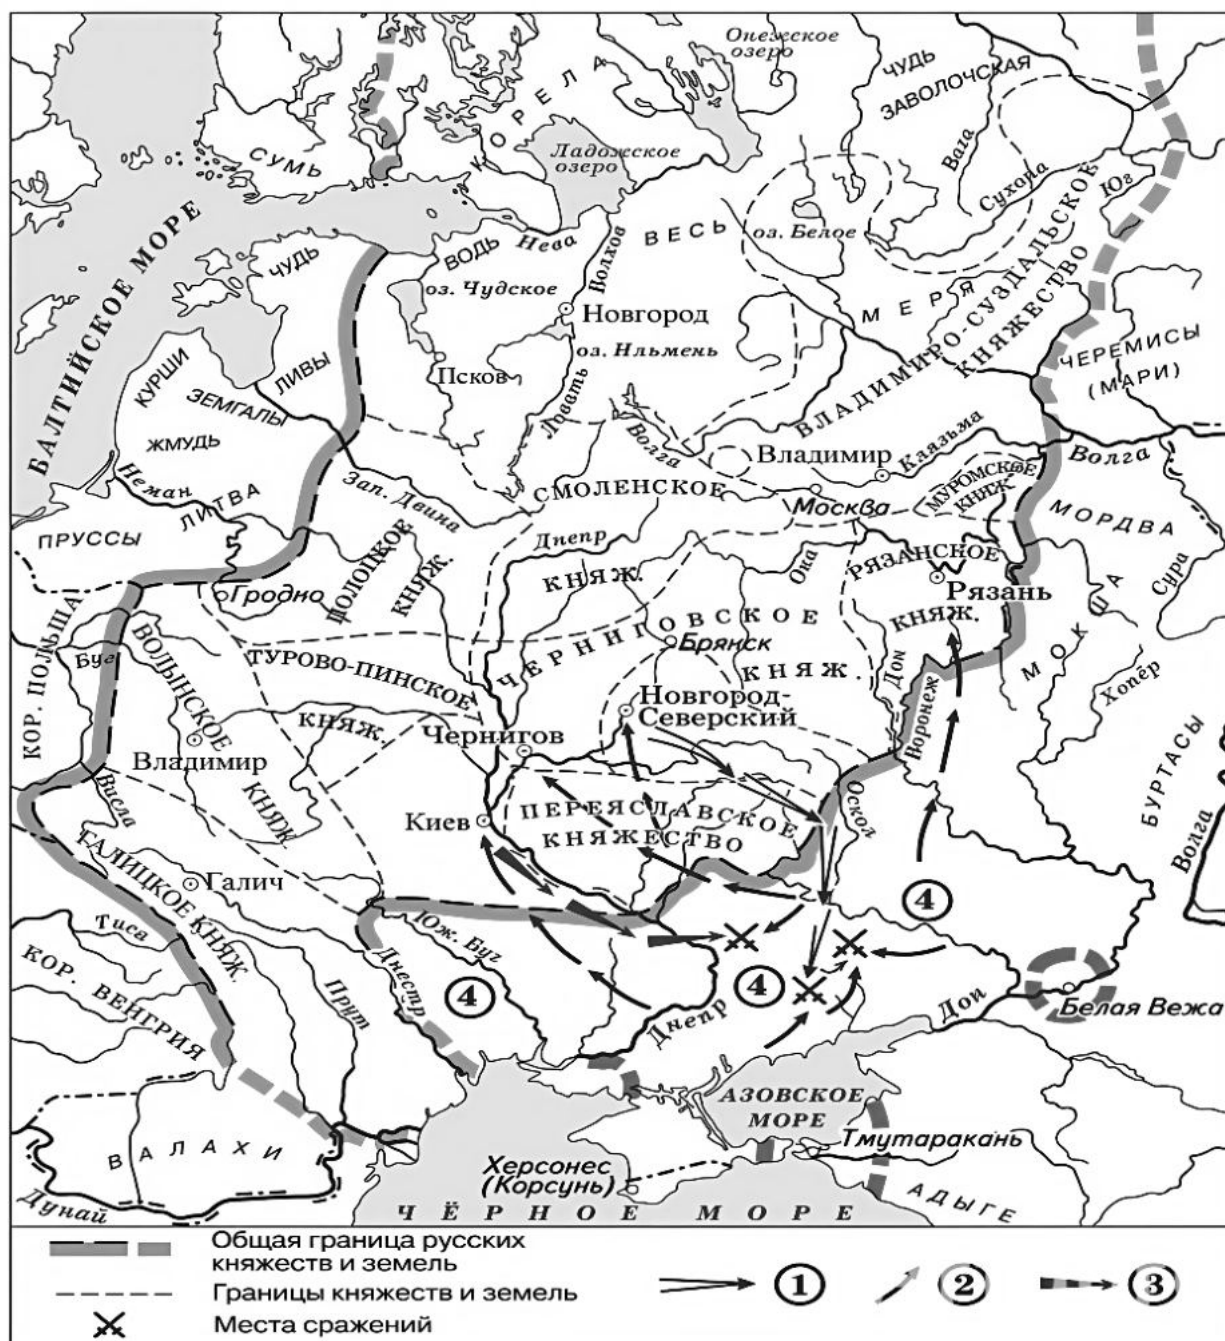 Онежское
озеро
ЧУДЬ
ЗАВОЛОЧСКАЯ
КОРЕЛА
Ладожское
озеро
СУМЬ
Вага
Сухона
Юг
ВЕСЬ
оз. Белое
Нева
ВОДЬ
Волхов
ЧУДЬ
оз. Чудское
Новгород
оз. Ильмень
МЕРЯ
ВЛАДИМИРО-СУЗДАЛЬСКОЕ
КНЯЖЕСТВО
ЧЕРЕМИСЫ
(МАРИ)
БАЛТИЙСКОЕ МОРЕ
КУРШИ
ЛИВЫ
Псков
ЗЕМГАЛЫ
ЖМУДЬ
Ловать
Волга
Владимир
Клязьма
Волга
Неман
ЛИТВА
Зап. Двина
СМОЛЕНСКОЕ
Москва
МУРОМСКОЕ
КНЯЖ.
МОРДВА
ПРУССЫ
Днепр
КНЯЖ.
Ока
РЯЗАНСКОЕ
Рязань
КНЯЖ.
Сура
ПОЛОЦКОЕ
КНЯЖ.
Гродно
МОКША
КОР. ПОЛЬША
Буг
ВОЛЫНСКОЕ
КНЯЖ.
ТУРОВО-ПИНСКОЕ
КНЯЖ.
ЧЕРНИГОВСКОЕ
КНЯЖ.
Брянск
Дон
Воронеж
Хопёр
Новгород-
Северский
Чернигов
Владимир
Висла
БУРТАСЫ
Волга
Оскол
Киев
ПЕРЕЯСЛАВСКОЕ
КНЯЖЕСТВО
ГАЛИЦКОЕ КНЯЖ.
Галич
4
Тиса
Юж. Буг
КОР. ВЕНГРИЯ
Прут
Днестр
4
4
Днепр
Дон
Белая Вежа
АЗОВСКОЕ
МОРЕ
Тмутаракань
ВАЛАХИ
Херсонес
(Корсунь)
АДЫГЕ
Дунай
ЧЁРНОЕ МОРЕ
Общая граница русских
княжеств и земель
Границы княжеств и земель
Места сражений
1
2
3